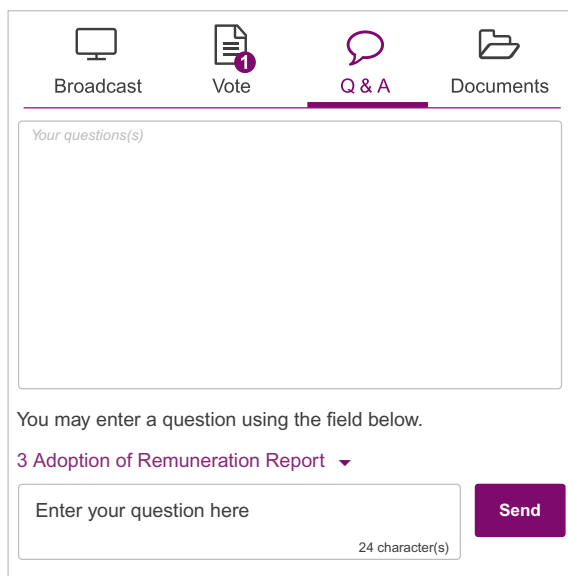 1
Broadcast Vote Q & A Documents
Your questions(s)
You may enter a question using the field below.
3 Adoption of Remuneration Report
Enter your question here
Send
24 character(s)